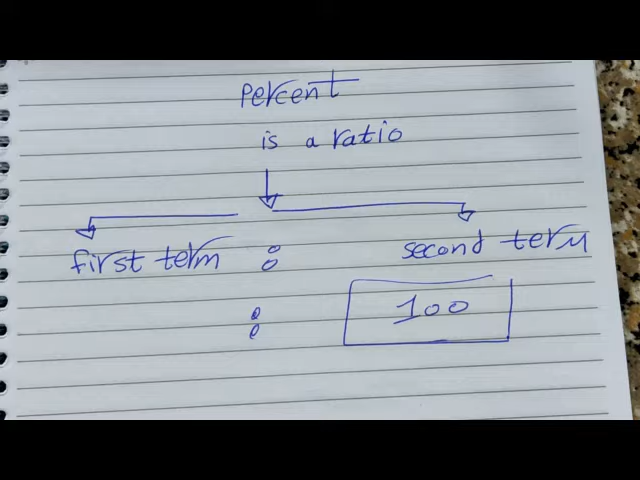 percent
is a ratio
first term : second term
: 100